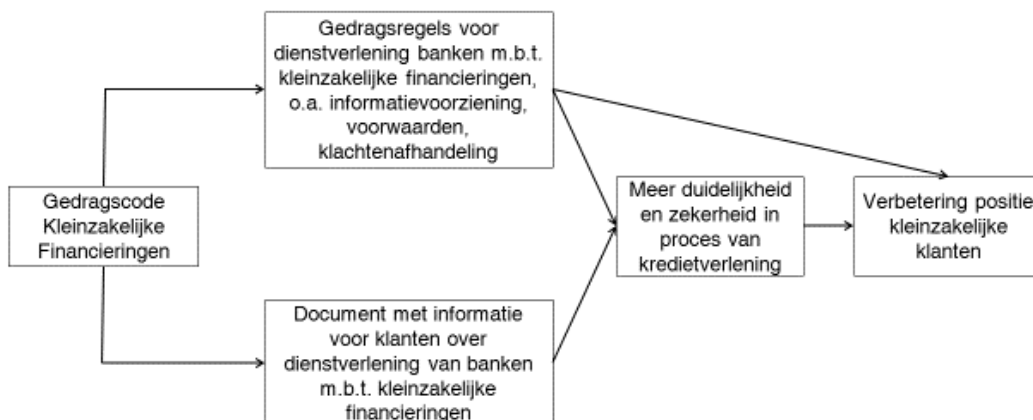 Gedragsregels voor
dienstverlening banken m.b.t.
kleinzakelijke financieringen,
o.a. informatievoorziening,
voorwaarden,
klachtenafhandeling
Gedragscode
Kleinzakelijke
Financieringen
Meer duidelijkheid
en zekerheid in
proces van
kredietverlening
Verbetering positie
kleinzakelijke
klanten
Document met informatie
voor klanten over
dienstverlening van banken
m.b.t. kleinzakelijke
financieringen